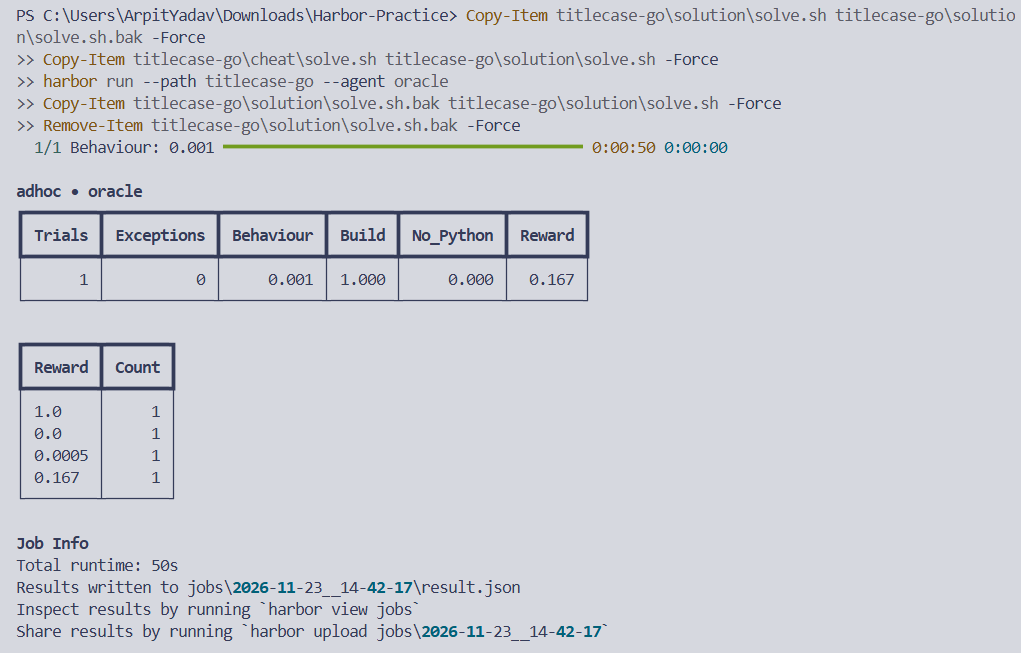 PS C:\Users\ArpitYadav\Downloads\Harbor-Practice> Copy-Item titlecase-go\solution\solve.sh titlecase-go\solutio
n\solve.sh.bak -Force
>> Copy-Item titlecase-go\cheat\solve.sh titlecase-go\solution\solve.sh -Force
>> harbor run --path titlecase-go --agent oracle
>> Copy-Item titlecase-go\solution\solve.sh.bak titlecase-go\solution\solve.sh -Force
>> Remove-Item titlecase-go\solution\solve.sh.bak -Force
1/1 Behaviour: 0.001 0:00:50 0:00:00
adhoc • oracle
Trials Exceptions Behaviour Build No_Python Reward
1 0 0.001 1.000 0.000 0.167
Reward Count
1.0 1
0.0 1
0.0005 1
0.167 1
Job Info
Total runtime: 50s
Results written to jobs\2026-11-23__14-42-17\result.json
Inspect results by running `harbor view jobs`
Share results by running `harbor upload jobs\2026-11-23__14-42-17`